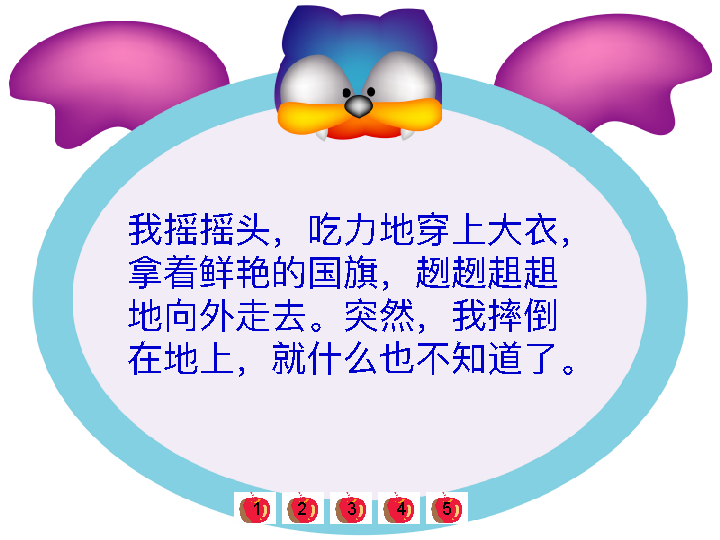 我摇摇头，吃力地穿上大衣，
拿着鲜艳的国旗，趔趔趄趄
地向外走去。突然，我摔倒
在地上，就什么也不知道了。
1 2 3 4 5